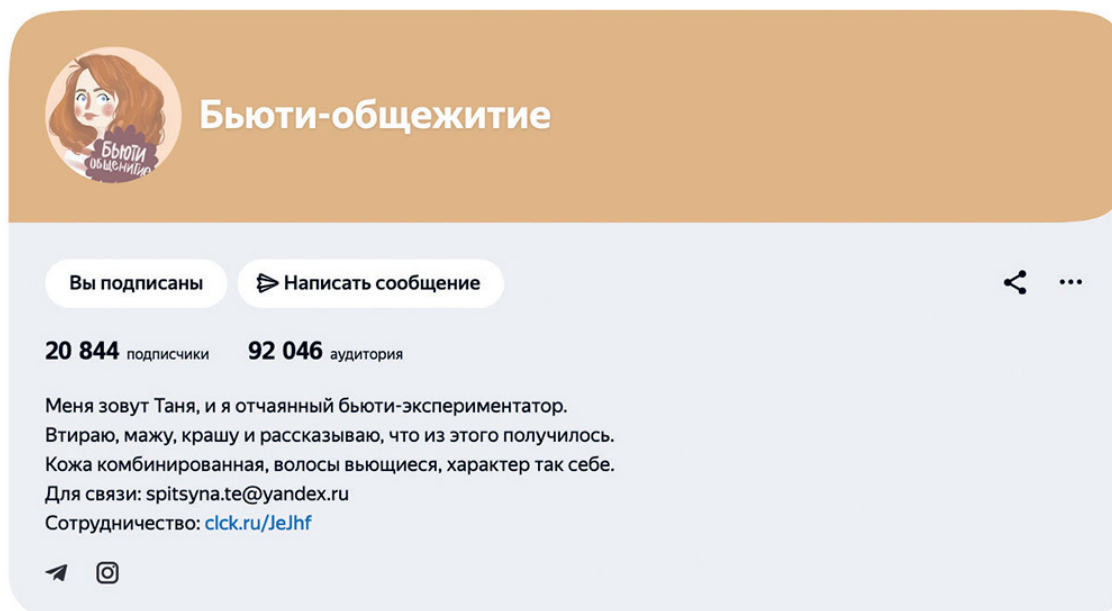 БЬЮТИ
ОБЩЕЖИТИЕ
Бьюти-общежитие
Вы подписаны
Написать сообщение
20 844 подписчики 92 046 аудитория
Меня зовут Таня, и я отчаянный бьюти-экспериментатор.
Втираю, мажу, крашу и рассказываю, что из этого получилось.
Кожа комбинированная, волосы вьющиеся, характер так себе.
Для связи: spitsyna.te@yandex.ru
Сотрудничество: clck.ru/JeJhf